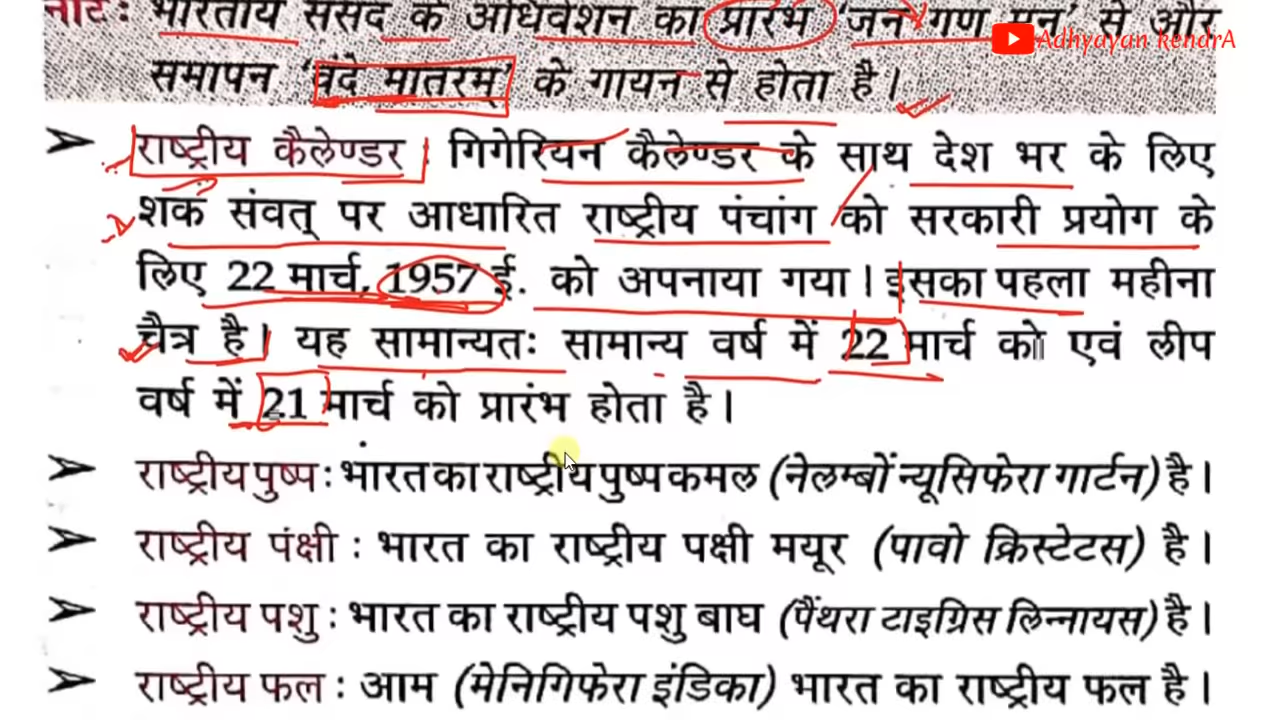 नोटः भारतीय संसद के अधिवेशन का प्रारंभ 'जन गण मन' से और
Adhyayan kendrA
समापन 'वंदे मातरम्' के गायन से होता है।
राष्ट्रीय कैलेण्डर : गिगेरियन कैलेण्डर के साथ देश भर के लिए
शक संवत् पर आधारित राष्ट्रीय पंचांग को सरकारी प्रयोग के
लिए 22 मार्च, 1957 ई. को अपनाया गया। इसका पहला महीना
चैत्र है। यह सामान्यतः सामान्य वर्ष में 22 मार्च को एवं लीप
वर्ष में 21 मार्च को प्रारंभ होता है।
राष्ट्रीय पुष्प : भारत का राष्ट्रीय पुष्प कमल (नेलम्बों न्यूसिफेरा गार्टन) है।
राष्ट्रीय पंक्षी : भारत का राष्ट्रीय पक्षी मयूर (पावो क्रिस्टेटस) है।
राष्ट्रीय पशु : भारत का राष्ट्रीय पशु बाघ (पैंथरा टाइग्रिस लिन्नायस) है।
राष्ट्रीय फल : आम (मेनिगिफेरा इंडिका) भारत का राष्ट्रीय फल है।